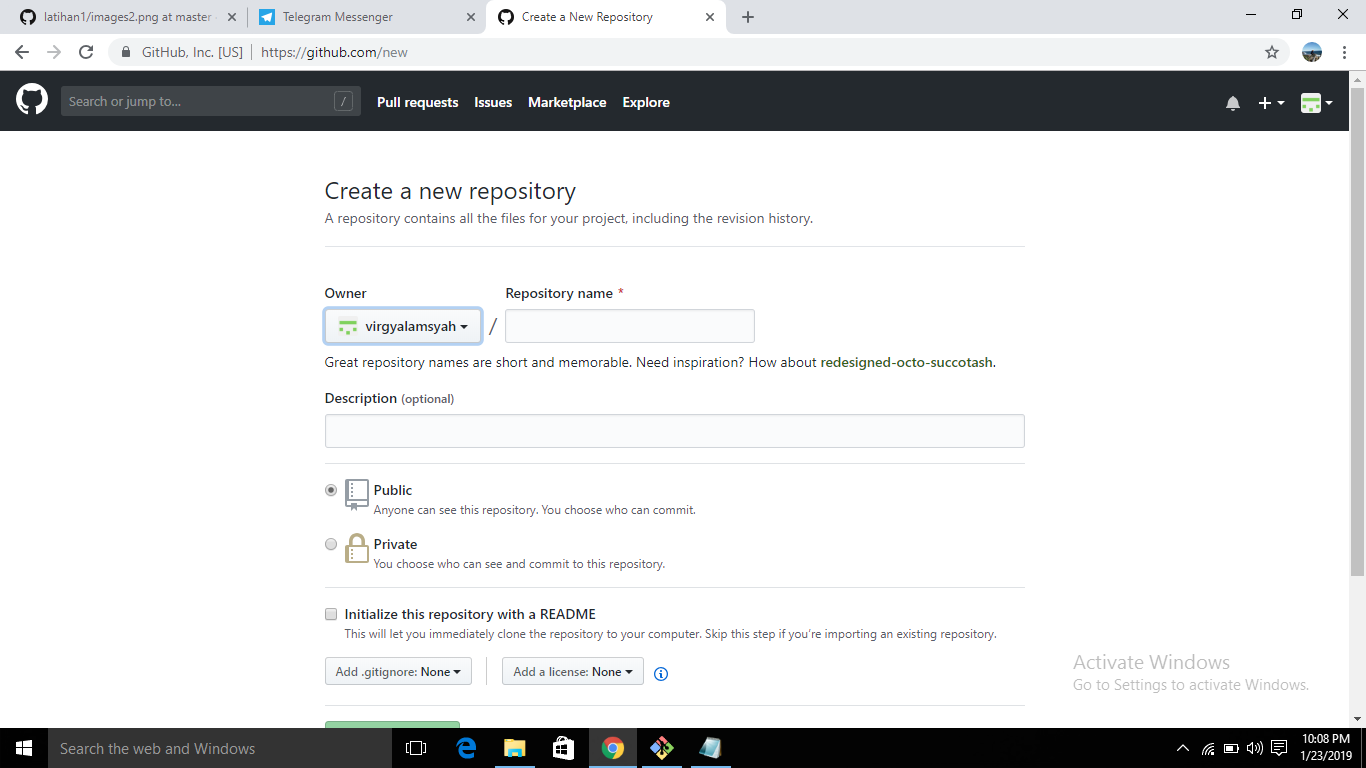 latihan1/images2.png at master
Telegram Messenger
Create a New Repository
GitHub, Inc. [US] https://github.com/new
Search or jump to... /
Pull requests Issues Marketplace Explore
Create a new repository
A repository contains all the files for your project, including the revision history.
Owner Repository name *
virgyalamsyah /
Great repository names are short and memorable. Need inspiration? How about redesigned-octo-succotash.
Description (optional)
Public
Anyone can see this repository. You choose who can commit.
Private
You choose who can see and commit to this repository.
Initialize this repository with a README
This will let you immediately clone the repository to your computer. Skip this step if you’re importing an existing repository.
Add .gitignore: None Add a license: None
Activate Windows
Go to Settings to activate Windows.
Search the web and Windows
10:08 PM
1/23/2019